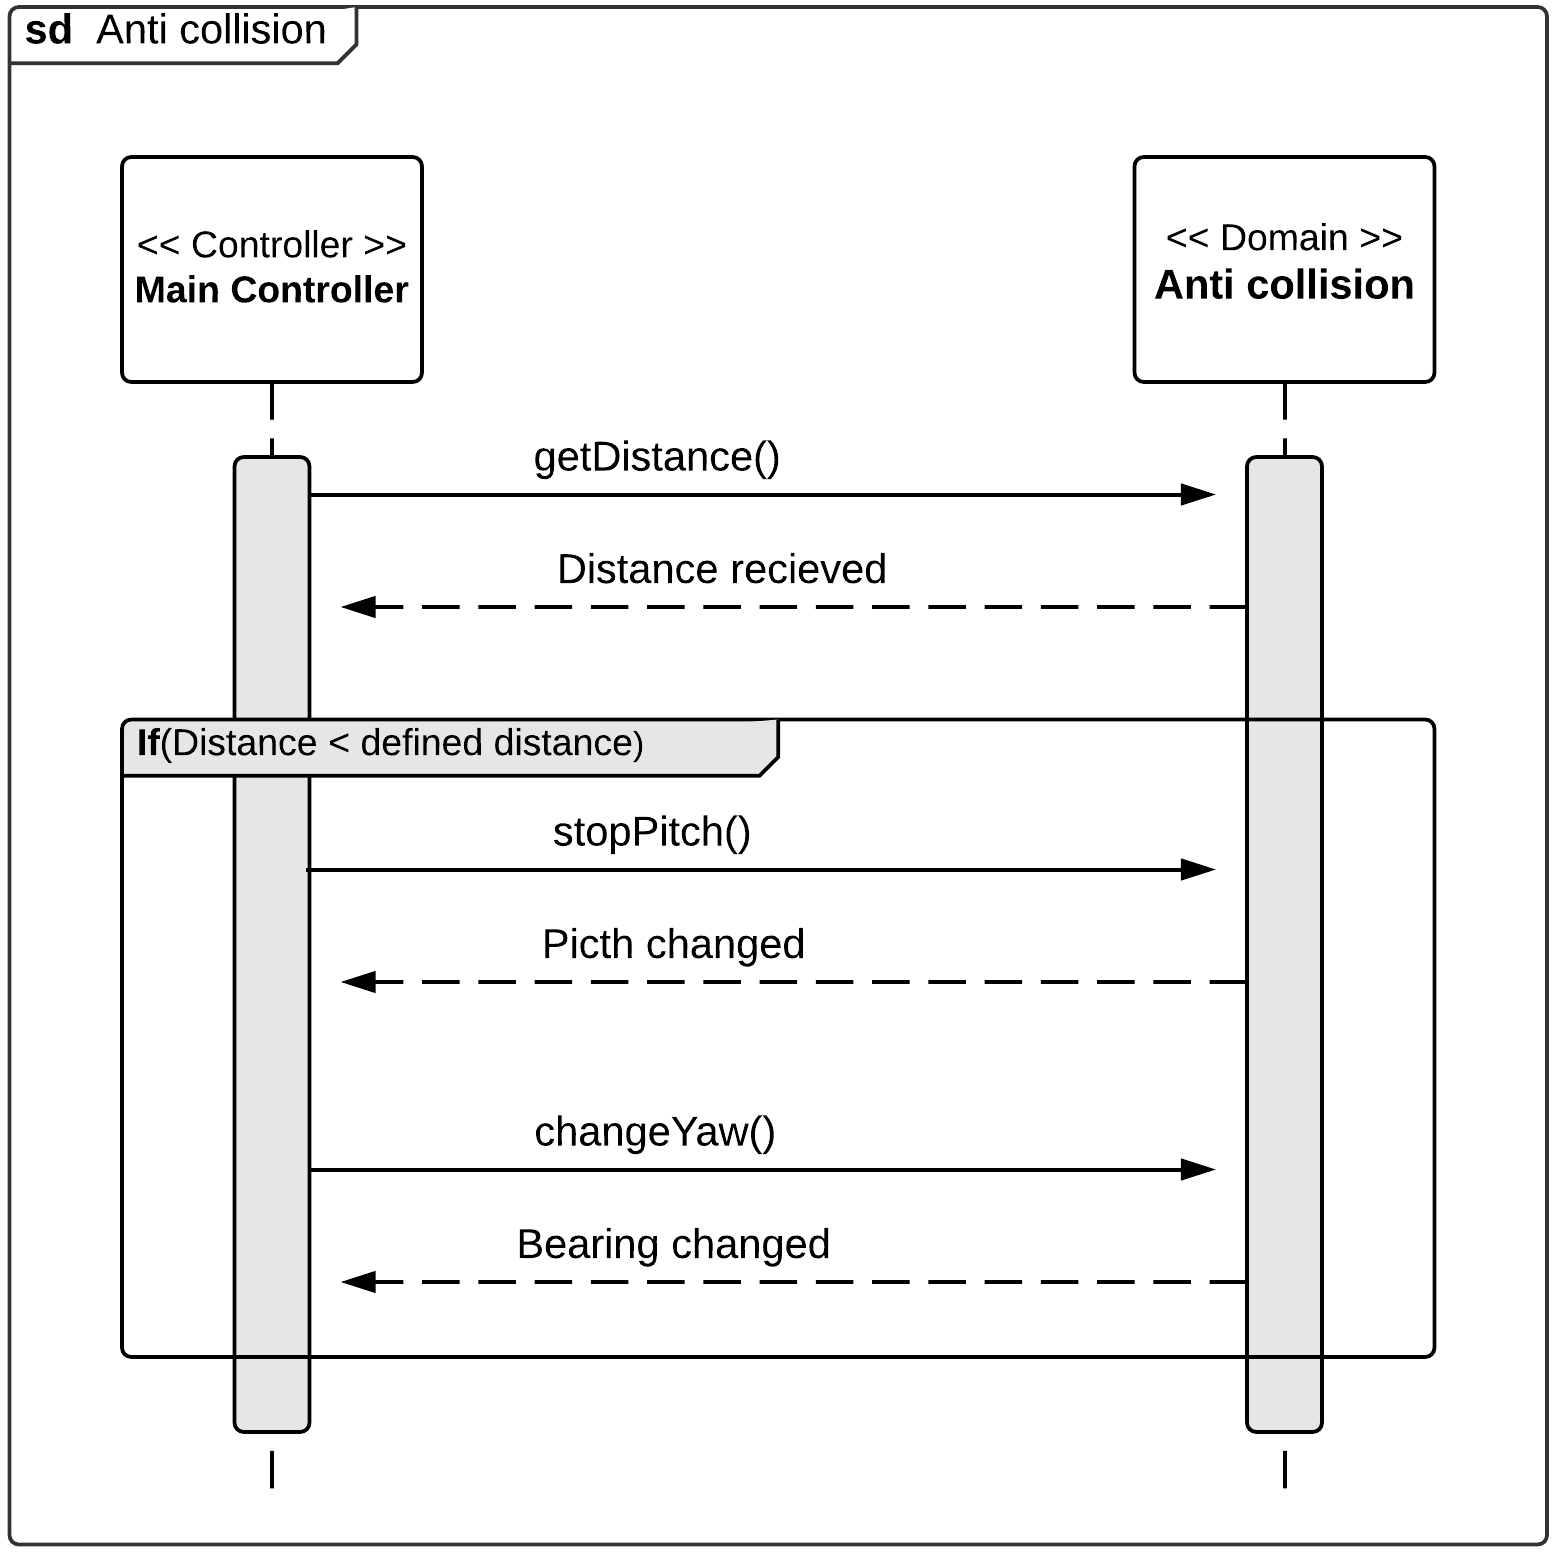 sd Anti collision
<< Controller >>
Main Controller
<< Domain >>
Anti collision
getDistance()
Distance recieved
If(Distance < defined distance)
stopPitch()
Picth changed
changeYaw()
Bearing changed